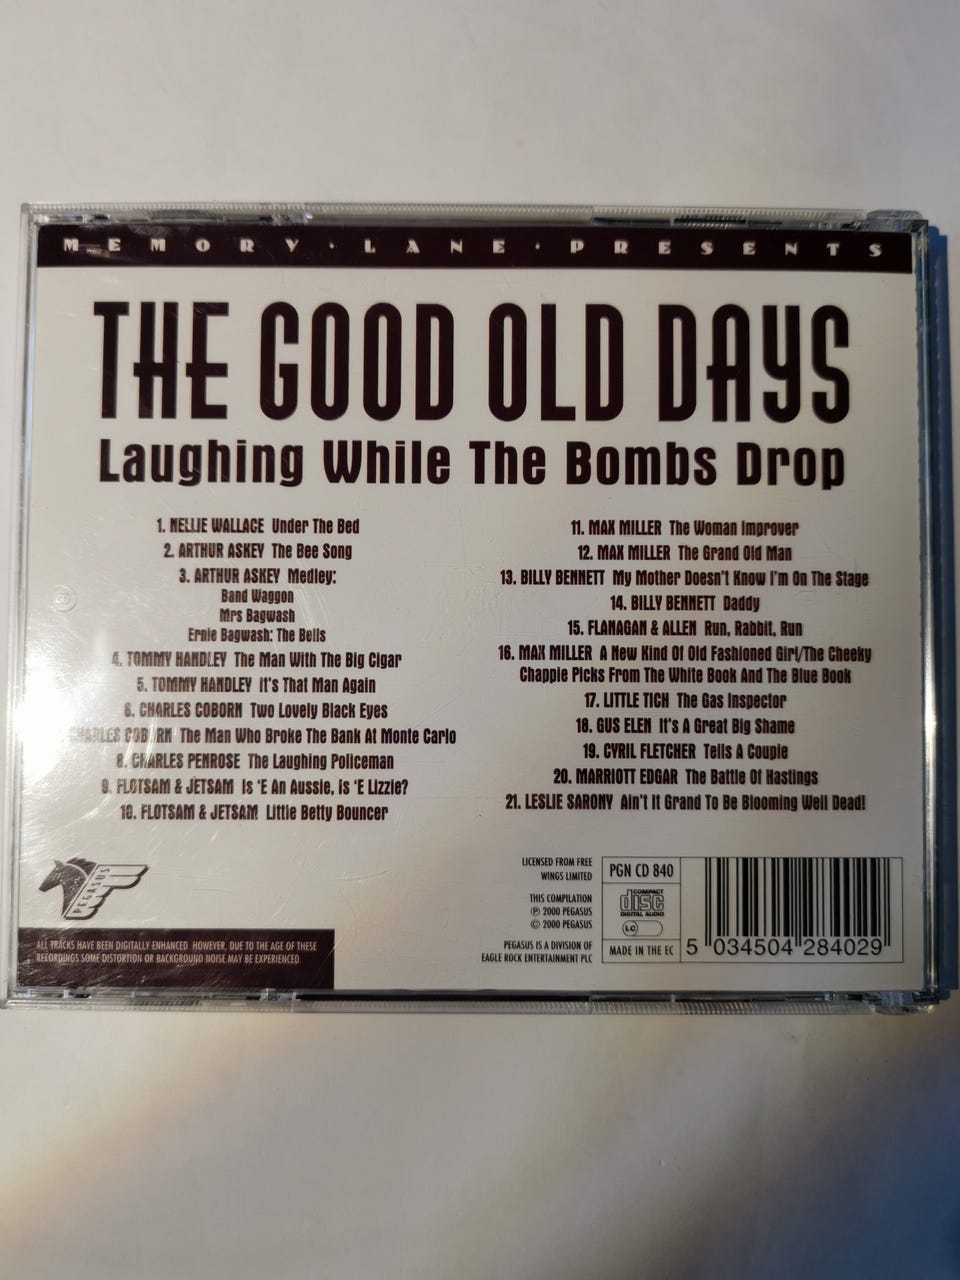 MEMORY · LANE · PRESENTS
THE GOOD OLD DAYS
Laughing While The Bombs Drop
1. NELLIE WALLACE Under The Bed
2. ARTHUR ASKEY The Bee Song
3. ARTHUR ASKEY Medley:
Band Waggon
Mrs Bagwash
Ernie Bagwash: The Bells
4. TOMMY HANDLEY The Man With The Big Cigar
5. TOMMY HANDLEY It's That Man Again
6. CHARLES COBORN Two Lovely Black Eyes
CHARLES COBORN The Man Who Broke The Bank At Monte Carlo
8. CHARLES PENROSE The Laughing Policeman
9. FLOTSAM & JETSAM Is 'E An Aussie, Is 'E Lizzie?
10. FLOTSAM & JETSAM Little Betty Bouncer
11. MAX MILLER The Woman Improver
12. MAX MILLER The Grand Old Man
13. BILLY BENNETT My Mother Doesn't Know I'm On The Stage
14. BILLY BENNETT Daddy
15. FLANAGAN & ALLEN Run, Rabbit, Run
16. MAX MILLER A New Kind Of Old Fashioned Girl/The Cheeky
Chappie Picks From The White Book And The Blue Book
17. LITTLE TICH The Gas Inspector
18. GUS ELEN It's A Great Big Shame
19. CYRIL FLETCHER Tells A Couple
20. MARRIOTT EDGAR The Battle Of Hastings
21. LESLIE SARONY Ain't It Grand To Be Blooming Well Dead!
PEGASUS
ALL TRACKS HAVE BEEN DIGITALLY ENHANCED. HOWEVER, DUE TO THE AGE OF THESE
RECORDINGS SOME DISTORTION OR BACKGROUND NOISE MAY BE EXPERIENCED.
LICENSED FROM FREE
WINGS LIMITED
THIS COMPILATION
℗ 2000 PEGASUS
© 2000 PEGASUS
PEGASUS IS A DIVISION OF
EAGLE ROCK ENTERTAINMENT PLC
PGN CD 840
COMPACT
disc
DIGITAL AUDIO
LC
MADE IN THE EC
5 034504 284029